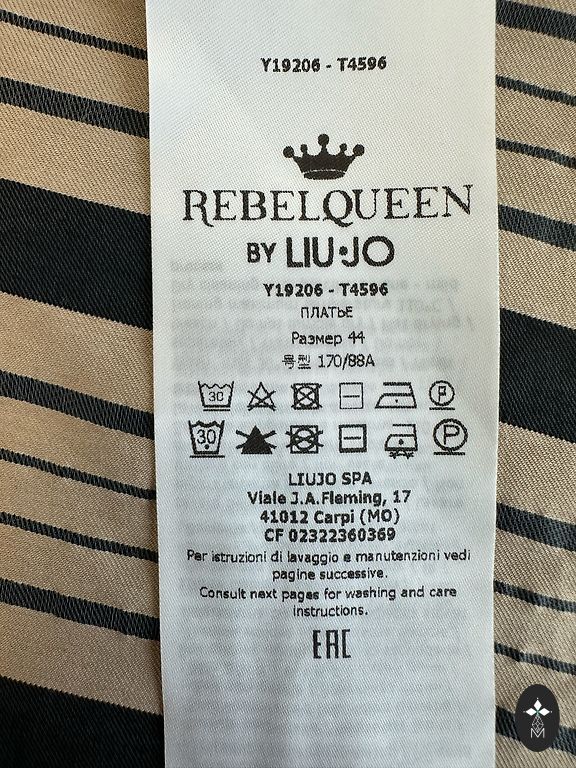 Y19206 - T4596
REBELQUEEN
BY LIU·JO
Y19206 - T4596
ПЛАТЬЕ
Размер 44
号型 170/88A
30 P
30 P
LIUJO SPA
Viale J.A.Fleming, 17
41012 Carpi (MO)
CF 02322360369
Per istruzioni di lavaggio e manutenzioni vedi
pagine successive.
Consult next pages for washing and care
instructions.
EAC
M